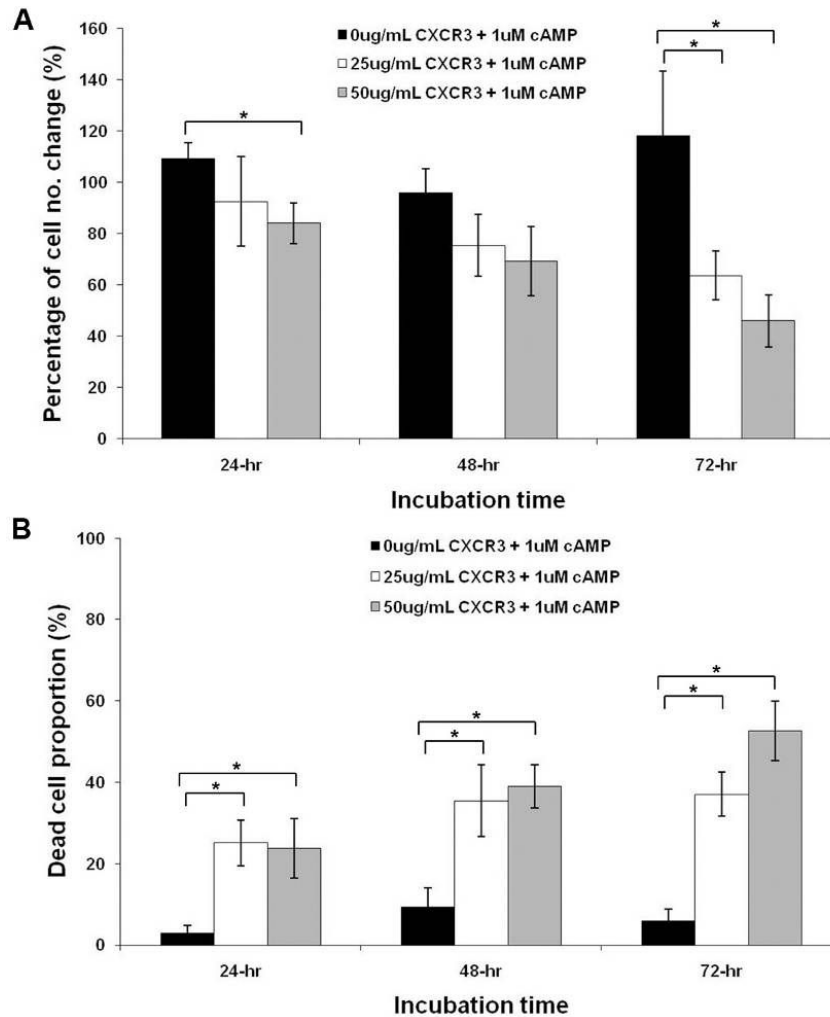 A
Percentage of cell no. change (%)
160
140
120
100
80
60
40
20
0
0ug/mL CXCR3 + 1uM cAMP
25ug/mL CXCR3 + 1uM cAMP
50ug/mL CXCR3 + 1uM cAMP
*
*
*
24-hr
48-hr
72-hr
Incubation time
B
Dead cell proportion (%)
100
80
60
40
20
0
0ug/mL CXCR3 + 1uM cAMP
25ug/mL CXCR3 + 1uM cAMP
50ug/mL CXCR3 + 1uM cAMP
*
*
*
*
*
*
24-hr
48-hr
72-hr
Incubation time